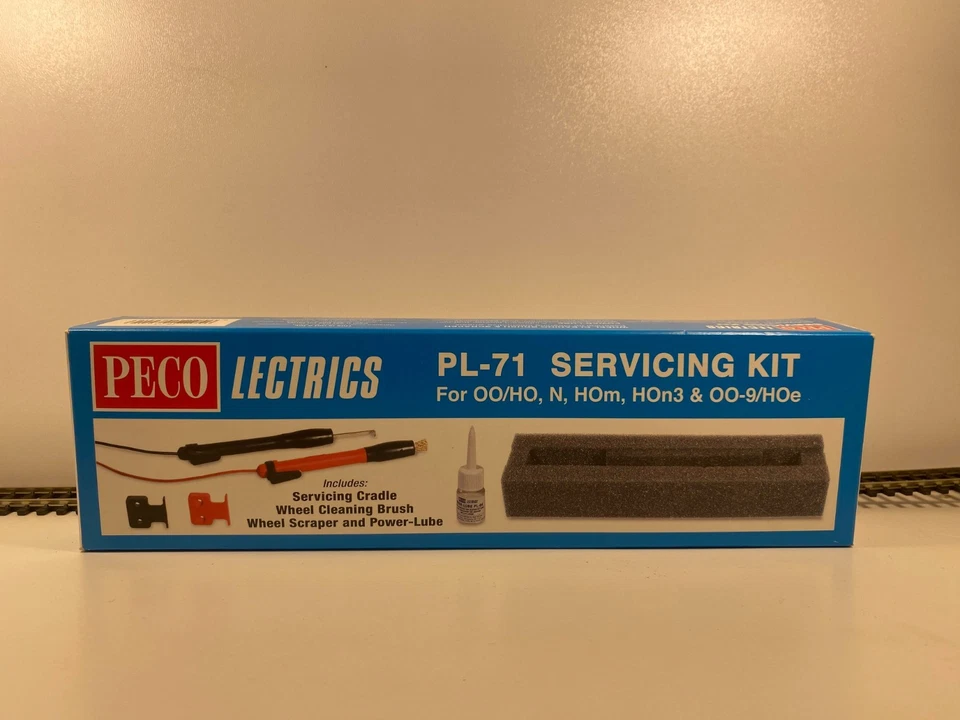 PECO LECTRICS
PL-71 SERVICING KIT
For OO/HO, N, HOm, HOn3 & OO-9/HOe
Includes:
Servicing Cradle
Wheel Cleaning Brush
Wheel Scraper and Power-Lube